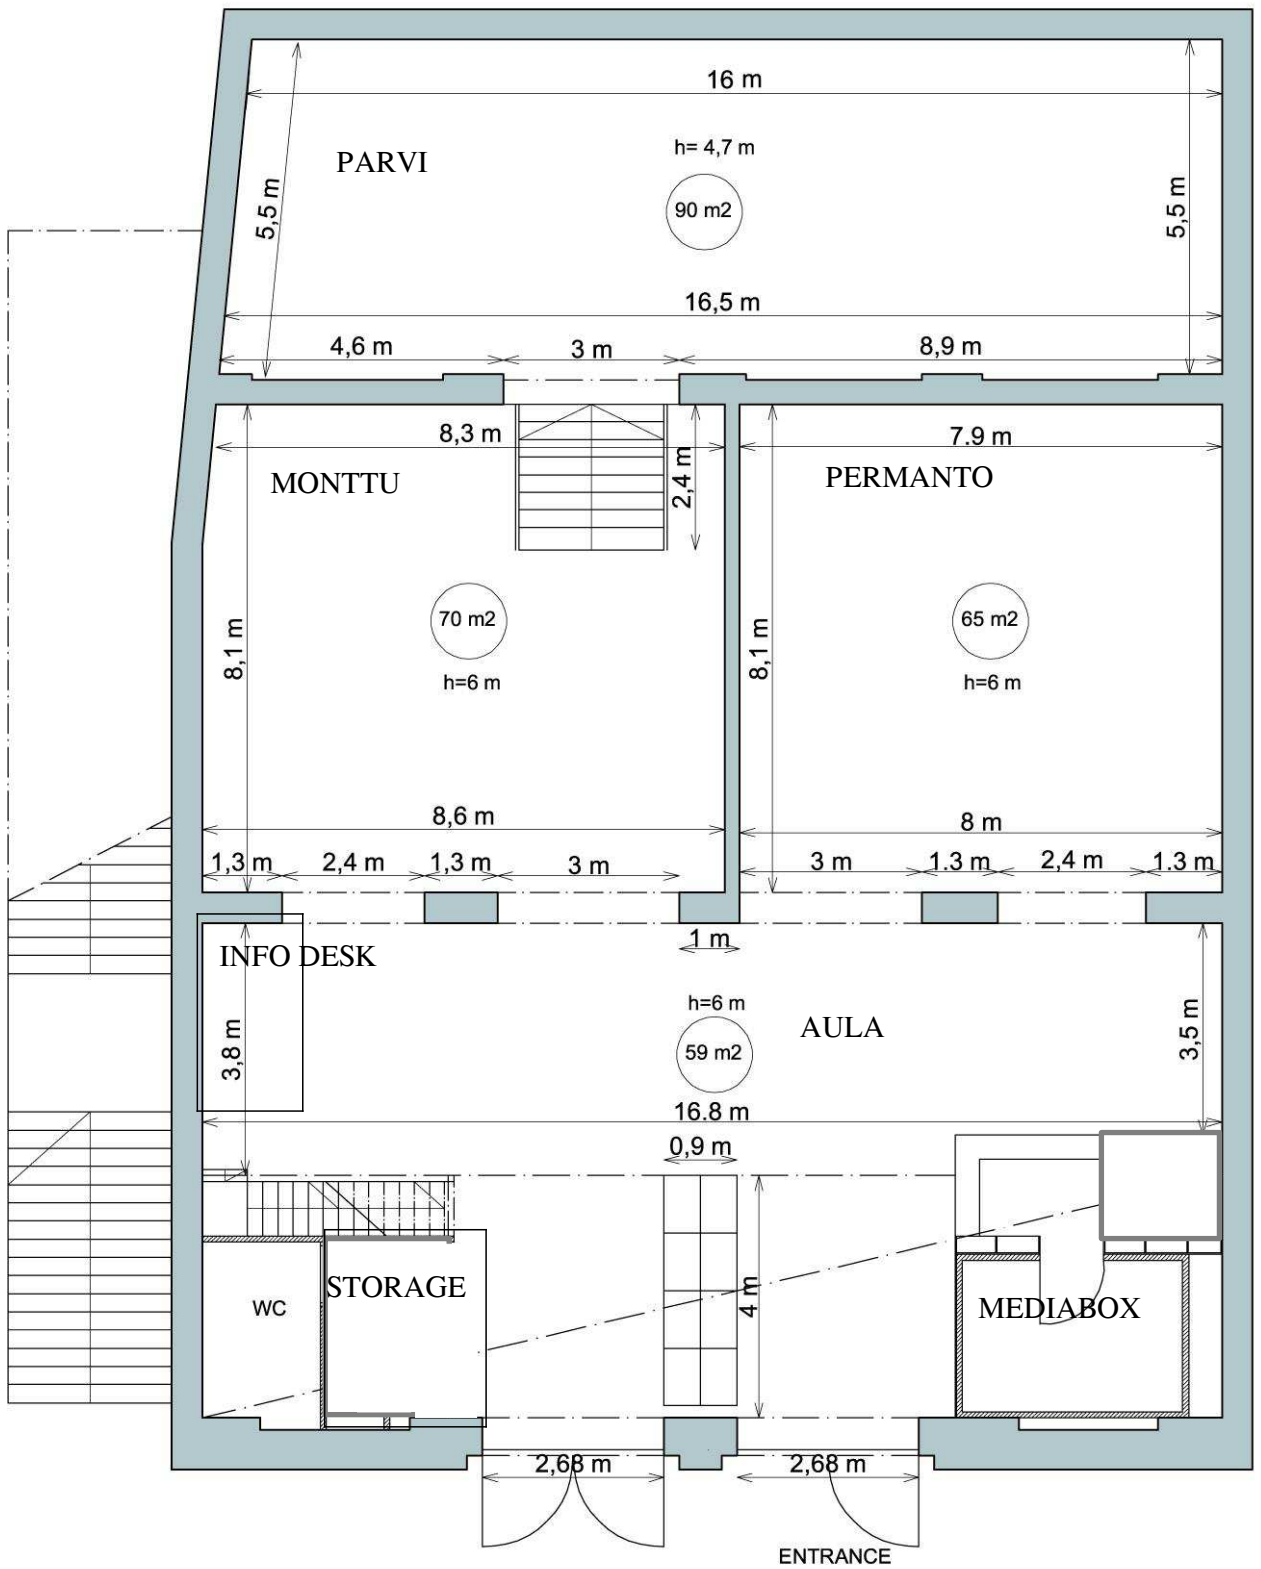 16 m
h= 4,7 m
PARVI
90 m2
5,5 m
5,5 m
16,5 m
4,6 m
3 m
8,9 m
8,3 m
7.9 m
2,4 m
MONTTU
PERMANTO
70 m2
65 m2
8,1 m
8,1 m
h=6 m
h=6 m
8,6 m
8 m
1,3 m
2,4 m
1,3 m
3 m
3 m
1.3 m
2,4 m
1.3 m
1 m
INFO DESK
h=6 m
AULA
59 m2
3,8 m
3,5 m
16.8 m
0,9 m
4 m
STORAGE
WC
MEDIABOX
2,68 m
2,68 m
ENTRANCE